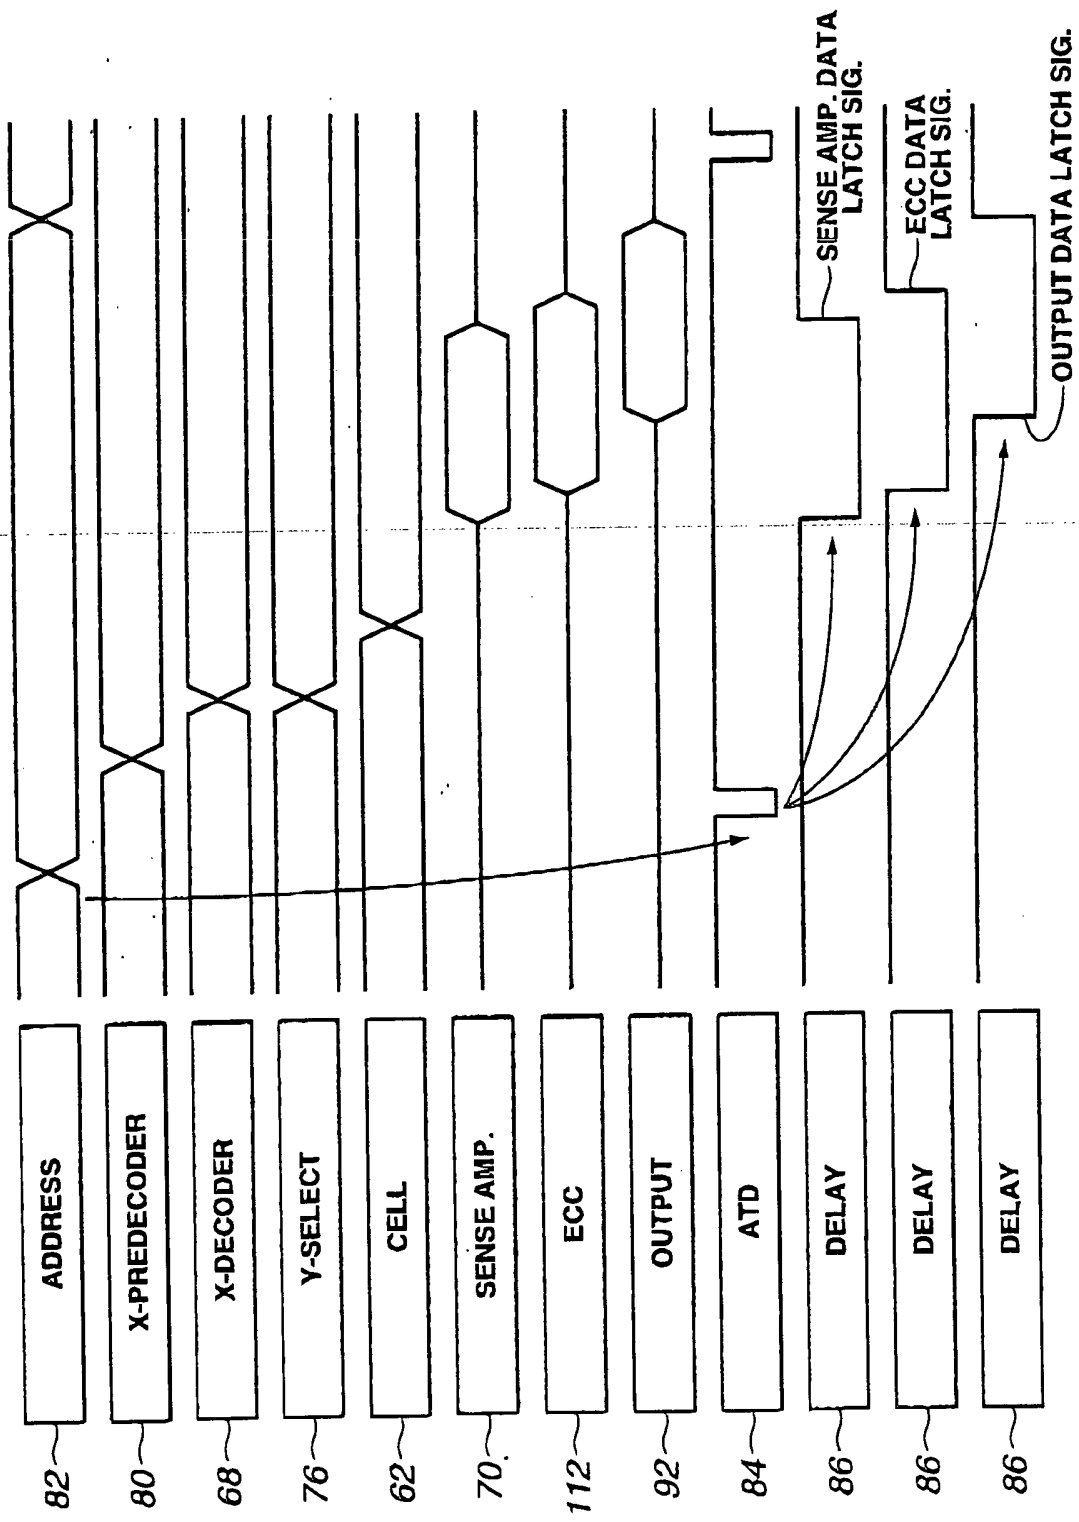 82 ADDRESS
80 X-PREDECODER
68 X-DECODER
76 Y-SELECT
62 CELL
70. SENSE AMP.
112 ECC
92 OUTPUT
84 ATD
86 DELAY
SENSE AMP. DATA
LATCH SIG.
86 DELAY
ECC DATA
LATCH SIG.
86 DELAY
OUTPUT DATA LATCH SIG.